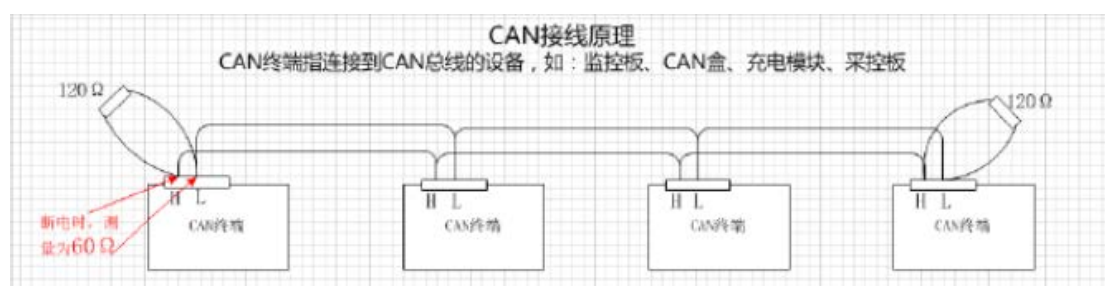 CAN接线原理
CAN终端指连接到CAN总线的设备，如：监控板、CAN盒、充电模块、采控板
120Ω
120Ω
H L
H L
H L
H L
断电时，测
量为60Ω
CAN终端
CAN终端
CAN终端
CAN终端